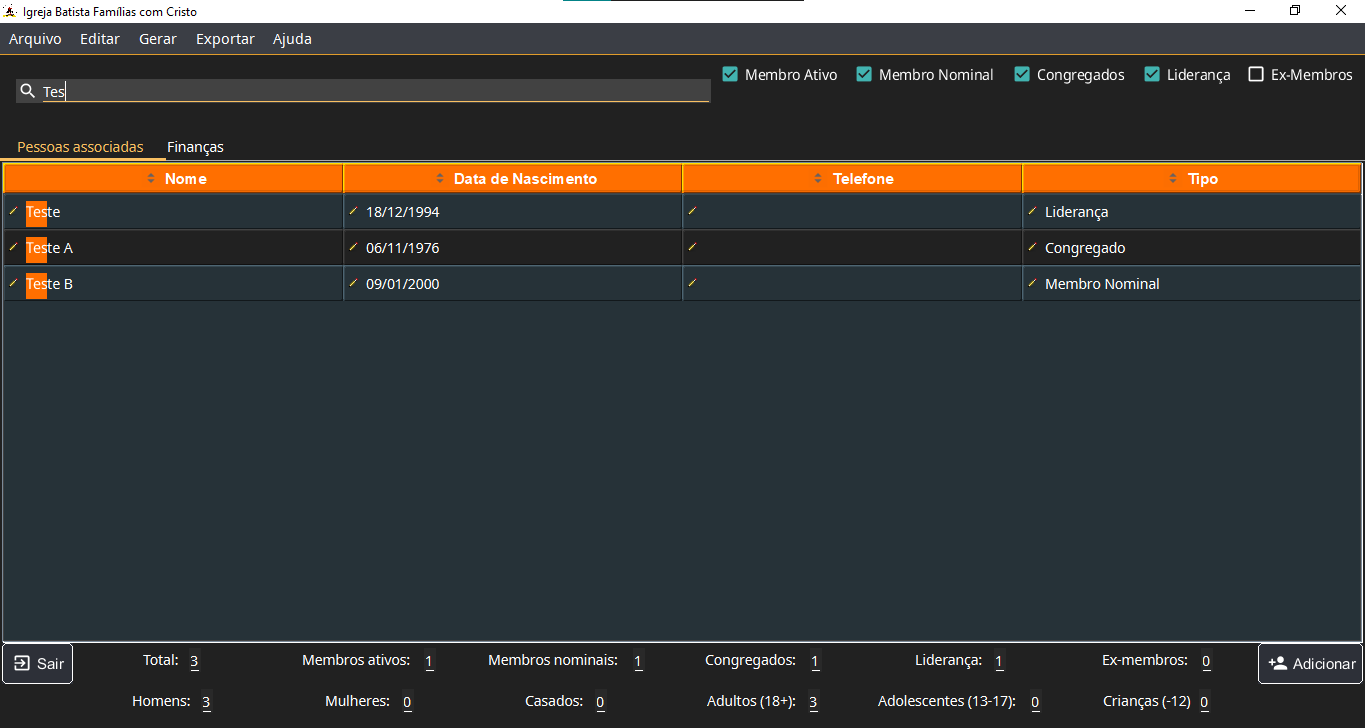 Igreja Batista Famílias com Cristo
Arquivo Editar Gerar Exportar Ajuda
Membro Ativo Membro Nominal Congregados Liderança Ex-Membros
Tes
Pessoas associadas Finanças
Nome Data de Nascimento Telefone Tipo
Teste 18/12/1994 Liderança
Teste A 06/11/1976 Congregado
Teste B 09/01/2000 Membro Nominal
Sair Total: 3 Membros ativos: 1 Membros nominais: 1 Congregados: 1 Liderança: 1 Ex-membros: 0 Adicionar
Homens: 3 Mulheres: 0 Casados: 0 Adultos (18+): 3 Adolescentes (13-17): 0 Crianças (-12) 0